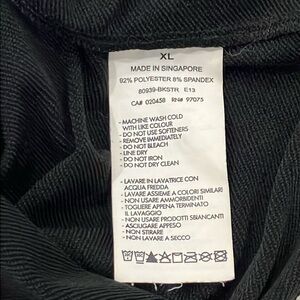 XL
MADE IN SINGAPORE
92% POLYESTER 8% SPANDEX
80939-BKSTR E13
CA# 020458 RN# 97075
- MACHINE WASH COLD
WITH LIKE COLOUR
- DO NOT USE SOFTENERS
- REMOVE IMMEDIATELY
- DO NOT BLEACH
- LINE DRY
- DO NOT IRON
- DO NOT DRY CLEAN
- LAVARE IN LAVATRICE CON
ACQUA FREDDA
- LAVARE ASSIEME A COLORI SIMILARI
- NON USARE AMMORBIDENTI
- TOGLIERE APPENA TERMINATO
IL LAVAGGIO
- NON USARE PRODOTTI SBIANCANTI
- ASCIUGARE APPESO
- NON STIRARE
- NON LAVARE A SECCO